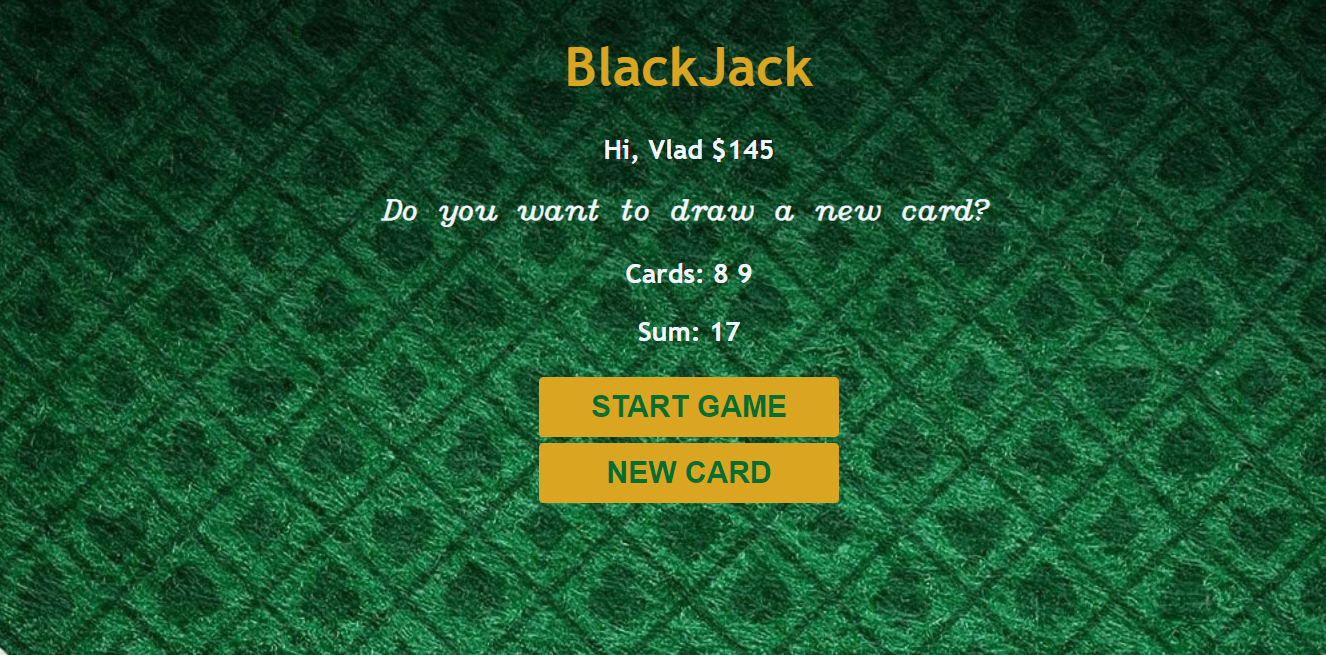 BlackJack
Hi, Vlad $145
Do you want to draw a new card?
Cards: 8 9
Sum: 17
START GAME
NEW CARD